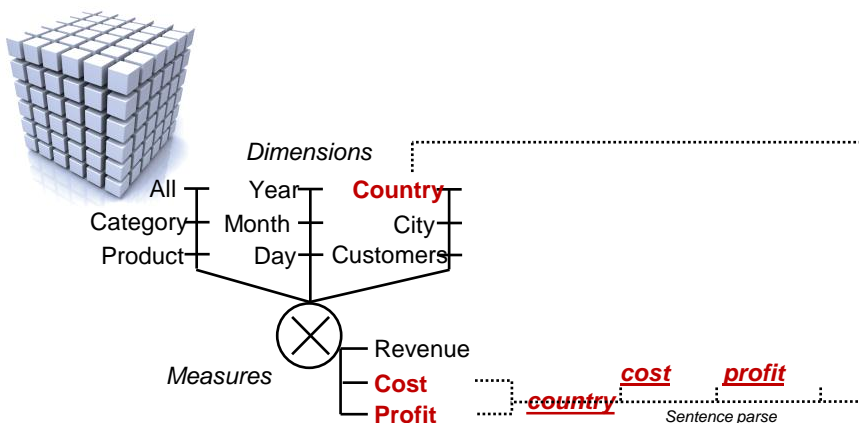 Dimensions
All Year Country
Category Month City
Product Day Customers
Revenue
Measures
Cost
Profit
cost profit
country
Sentence parse